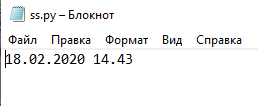 ss.py – Блокнот
Файл Правка Формат Вид Справка
18.02.2020 14.43